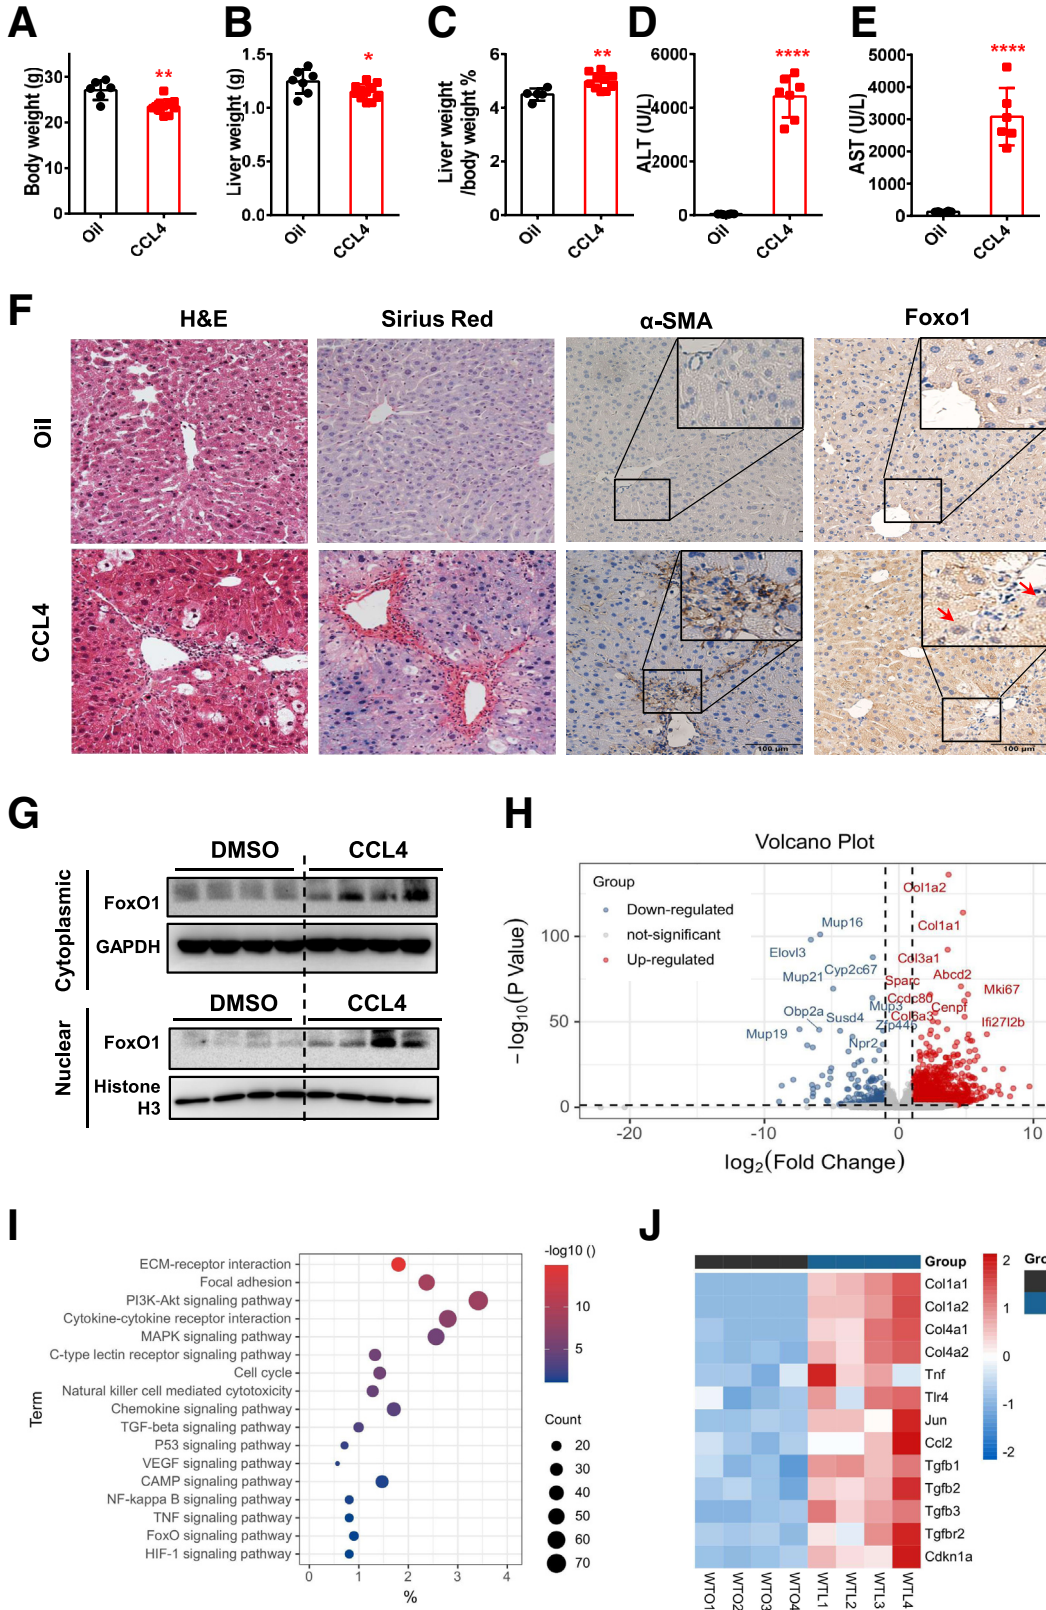 A
B
C
D
E
Body weight (g)
30
20
10
0
**
Oil
CCL4
Liver weight (g)
1.5
1.0
0.5
0.0
*
Oil
CCL4
Liver weight
/body weight %
6
4
2
0
**
Oil
CCL4
ALT (U/L)
6000
4000
2000
0
****
Oil
CCL4
AST (U/L)
5000
4000
3000
2000
1000
0
****
Oil
CCL4
F
H&E
Sirius Red
α-SMA
Foxo1
Oil
CCL4
100 μm
100 μm
G
Cytoplasmic
DMSO
CCL4
FoxO1
GAPDH
Nuclear
DMSO
CCL4
FoxO1
Histone
H3
H
Volcano Plot
Group
Down-regulated
not-significant
Up-regulated
Col1a2
Mup16
Col1a1
Elovl3
Col3a1
Cyp2c67
Abcd2
Mup21
Sparc
Mki67
Ccdc80
Mup3
Cenpf
Obp2a
Susd4
Col6a3
Zfp445
Ifi27l2b
Mup19
Npr2
100
50
0
−log10(P Value)
-20
-10
0
10
log2(Fold Change)
I
Term
ECM-receptor interaction
Focal adhesion
PI3K-Akt signaling pathway
Cytokine-cytokine receptor interaction
MAPK signaling pathway
C-type lectin receptor signaling pathway
Cell cycle
Natural killer cell mediated cytotoxicity
Chemokine signaling pathway
TGF-beta signaling pathway
P53 signaling pathway
VEGF signaling pathway
CAMP signaling pathway
NF-kappa B signaling pathway
TNF signaling pathway
FoxO signaling pathway
HIF-1 signaling pathway
0
1
2
3
4
%
-log10 ()
10
5
Count
20
30
40
50
60
70
J
Group
Col1a1
Col1a2
Col4a1
Col4a2
Tnf
Tlr4
Jun
Ccl2
Tgfb1
Tgfb2
Tgfb3
Tgfbr2
Cdkn1a
WTO1
WTO2
WTO3
WTO4
WTL1
WTL2
WTL3
WTL4
2
1
0
-1
-2
Gro